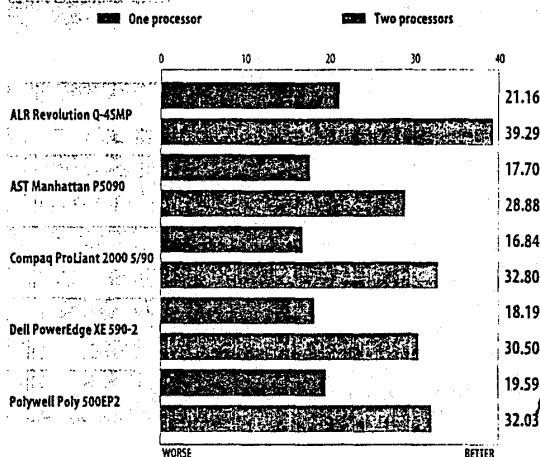 One processor Two processors
0 10 20 30 40
ALR Revolution Q-4SMP
21.16
39.29
AST Manhattan P5090
17.70
28.88
Compaq ProLiant 2000 5/90
16.84
32.80
Dell PowerEdge XE 590-2
18.19
30.50
Polywell Poly 500EP2
19.59
32.03
WORSE BETTER